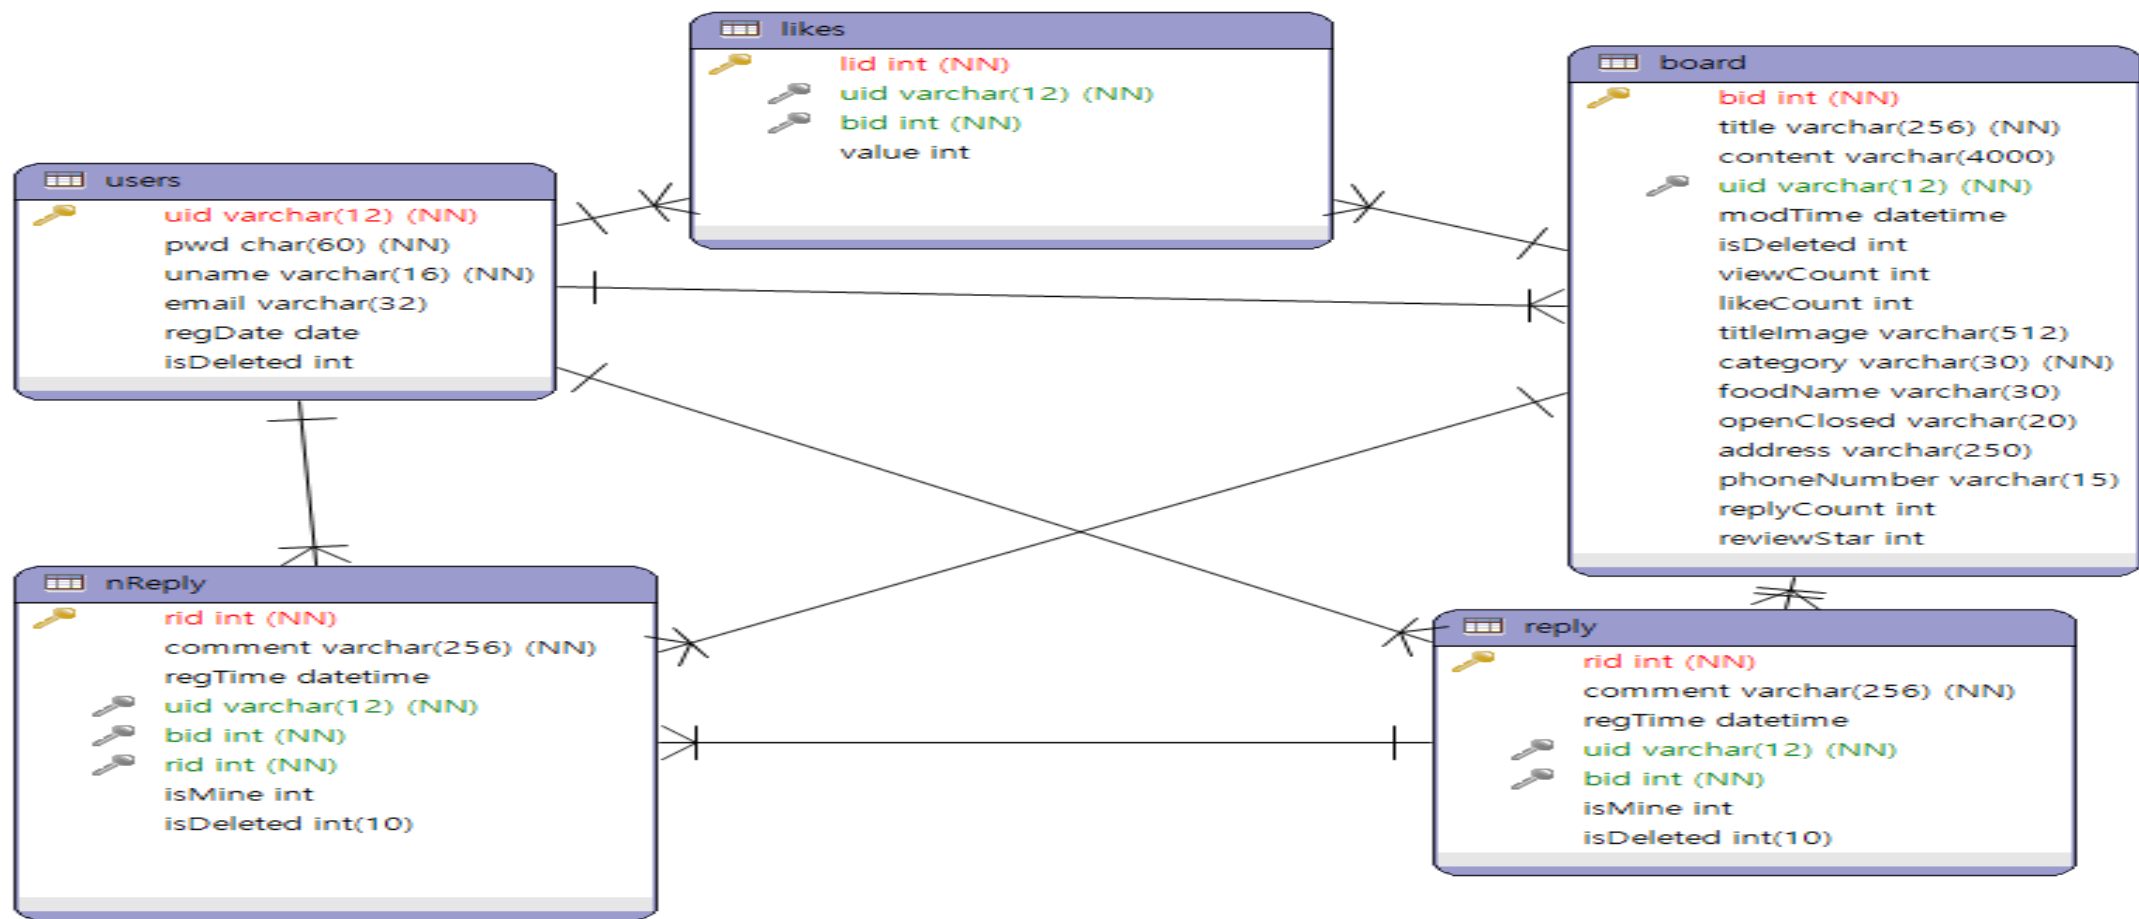 likes
lid int (NN)
uid varchar(12) (NN)
bid int (NN)
value int
board
bid int (NN)
title varchar(256) (NN)
content varchar(4000)
uid varchar(12) (NN)
modTime datetime
isDeleted int
viewCount int
likeCount int
titleImage varchar(512)
category varchar(30) (NN)
foodName varchar(30)
openClosed varchar(20)
address varchar(250)
phoneNumber varchar(15)
replyCount int
reviewStar int
users
uid varchar(12) (NN)
pwd char(60) (NN)
uname varchar(16) (NN)
email varchar(32)
regDate date
isDeleted int
nReply
rid int (NN)
comment varchar(256) (NN)
regTime datetime
uid varchar(12) (NN)
bid int (NN)
rid int (NN)
isMine int
isDeleted int(10)
reply
rid int (NN)
comment varchar(256) (NN)
regTime datetime
uid varchar(12) (NN)
bid int (NN)
isMine int
isDeleted int(10)